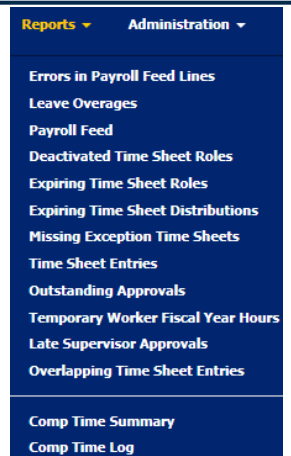 Reports Administration
Errors in Payroll Feed Lines
Leave Overages
Payroll Feed
Deactivated Time Sheet Roles
Expiring Time Sheet Roles
Expiring Time Sheet Distributions
Missing Exception Time Sheets
Time Sheet Entries
Outstanding Approvals
Temporary Worker Fiscal Year Hours
Late Supervisor Approvals
Overlapping Time Sheet Entries
Comp Time Summary
Comp Time Log